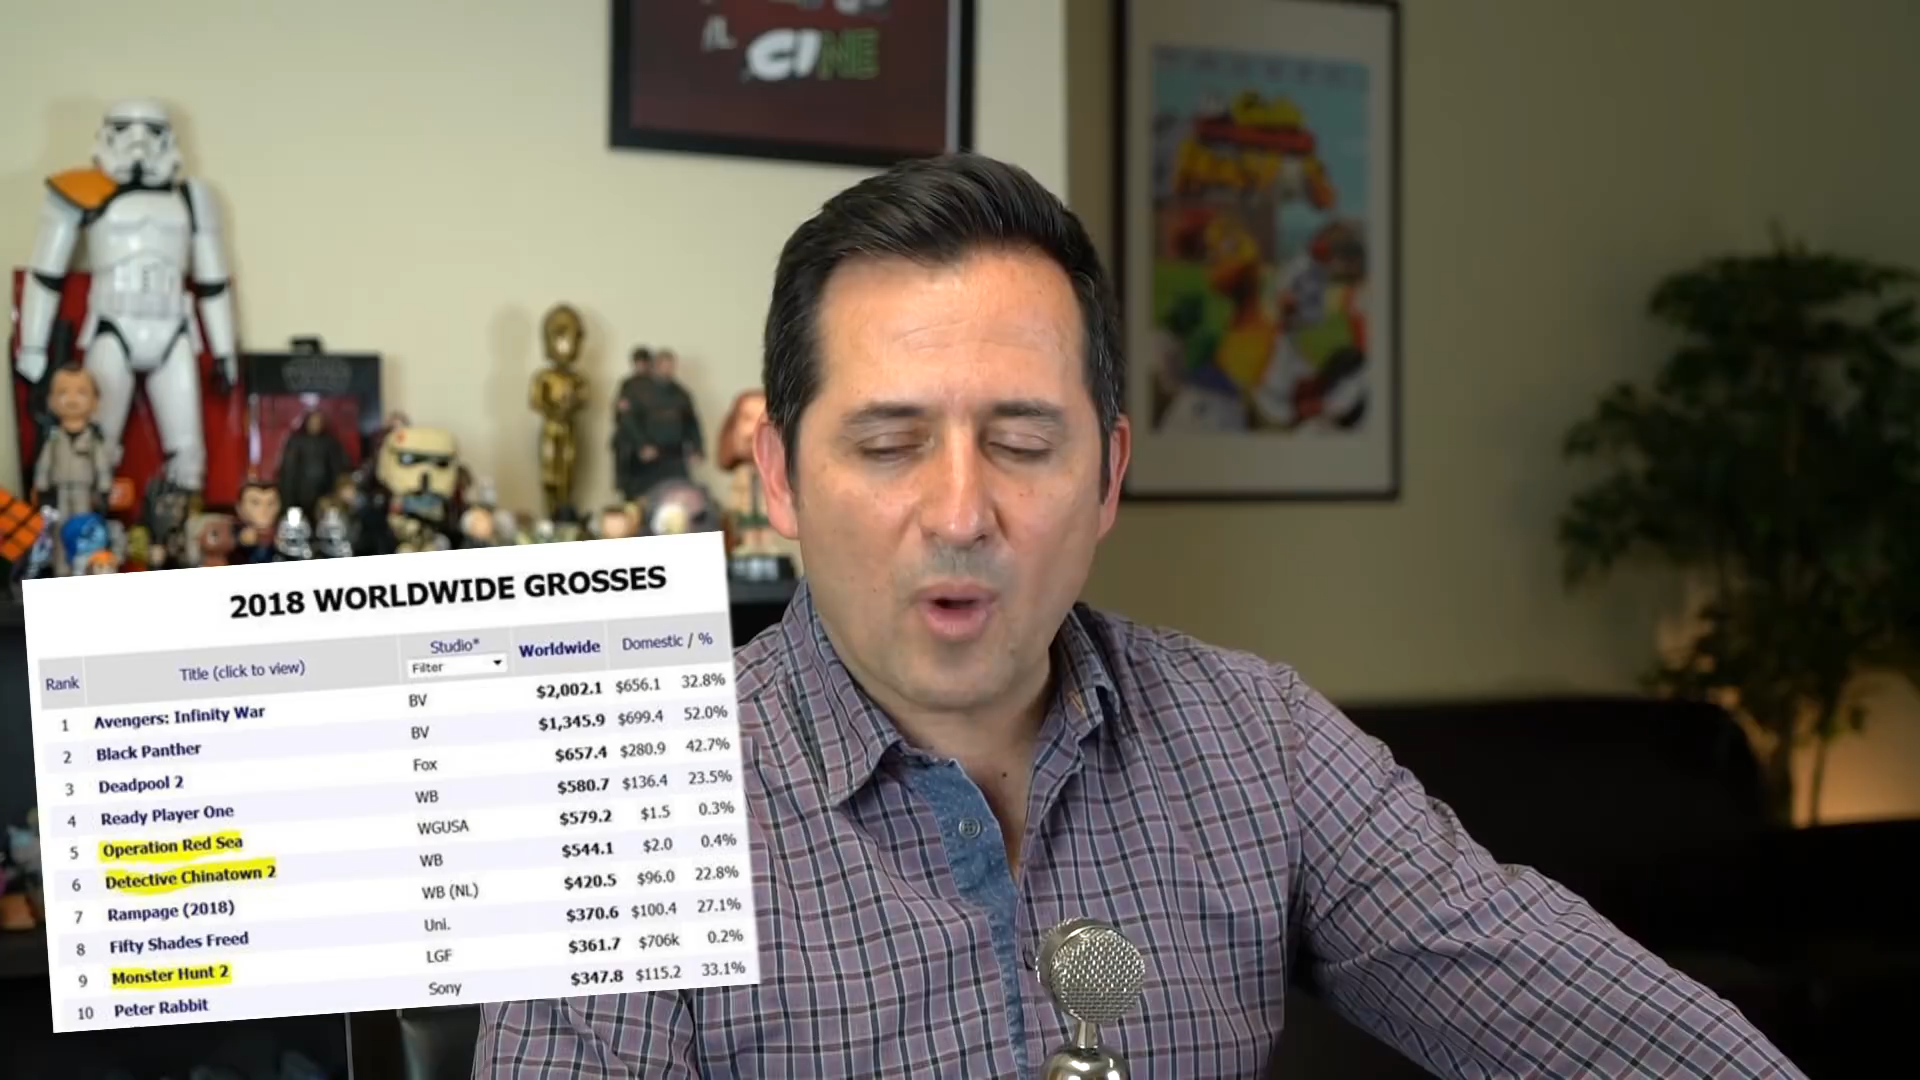 CINE
2018 WORLDWIDE GROSSES
Rank Title (click to view) Studio* Filter Worldwide Domestic / %
1 Avengers: Infinity War BV $2,002.1 $656.1 32.8%
2 Black Panther BV $1,345.9 $699.4 52.0%
3 Deadpool 2 Fox $657.4 $280.9 42.7%
4 Ready Player One WB $580.7 $136.4 23.5%
5 Operation Red Sea WGUSA $579.2 $1.5 0.3%
6 Detective Chinatown 2 WB $544.1 $2.0 0.4%
7 Rampage (2018) WB (NL) $420.5 $96.0 22.8%
8 Fifty Shades Freed Uni. $370.6 $100.4 27.1%
9 Monster Hunt 2 LGF $361.7 $706k 0.2%
10 Peter Rabbit Sony $347.8 $115.2 33.1%